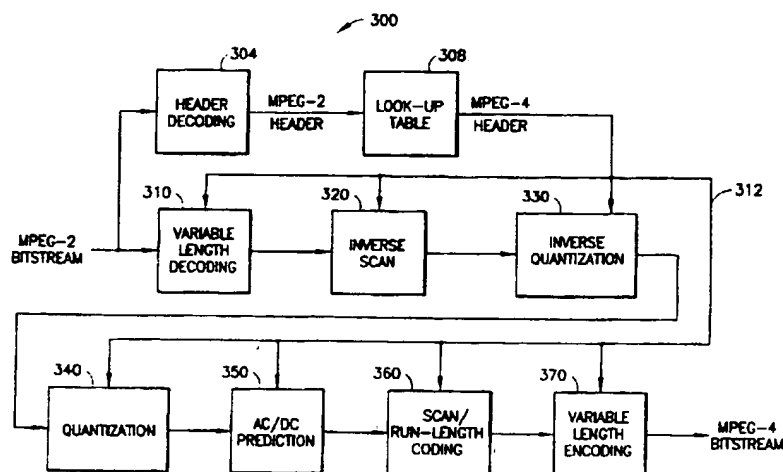 300
304
308
HEADER
DECODING
MPEG-2
HEADER
LOOK-UP
TABLE
MPEG-4
HEADER
310
320
330
312
MPEG-2
BITSTREAM
VARIABLE
LENGTH
DECODING
INVERSE
SCAN
INVERSE
QUANTIZATION
340
350
360
370
QUANTIZATION
AC/DC
PREDICTION
SCAN/
RUN-LENGTH
CODING
VARIABLE
LENGTH
ENCODING
MPEG-4
BITSTREAM